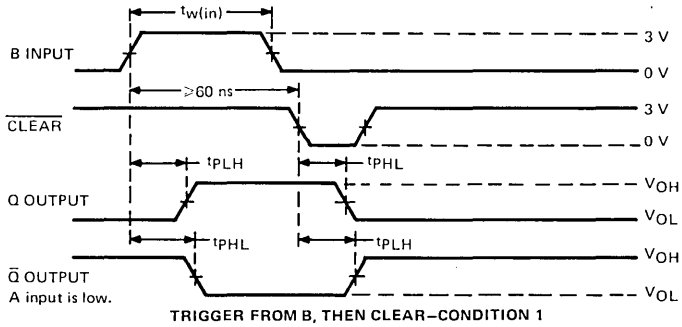 tw(in)
B INPUT
3 V
0 V
⩾60 ns
CLEAR
3 V
0 V
tPLH
tPHL
Q OUTPUT
VOH
VOL
tPHL
tPLH
Q̄ OUTPUT
A input is low.
VOH
VOL
TRIGGER FROM B, THEN CLEAR–CONDITION 1